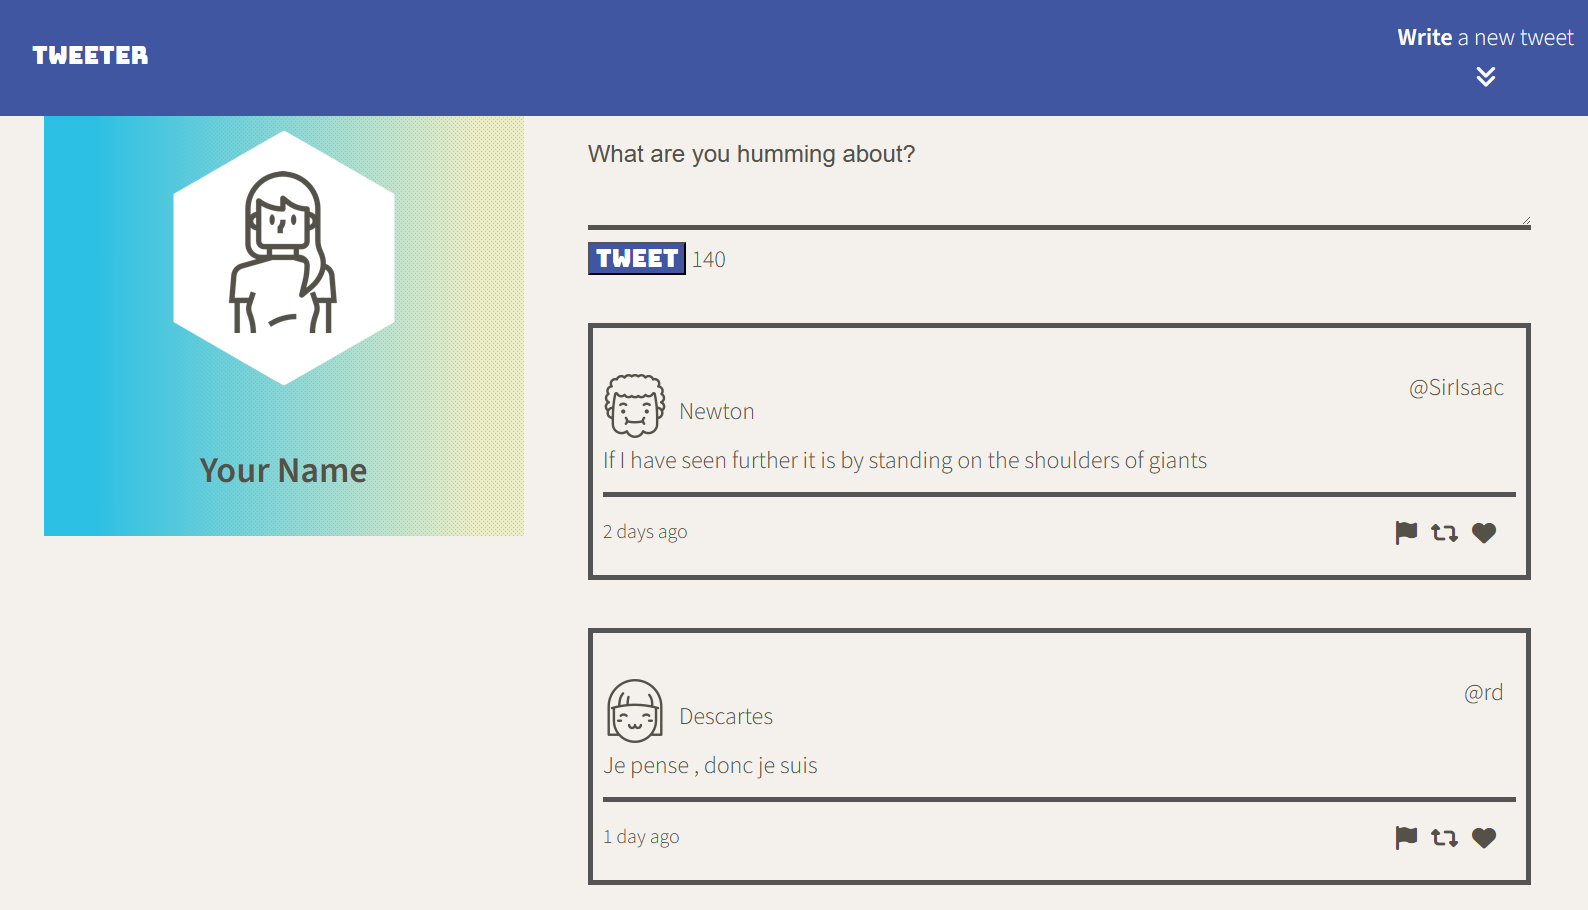 TWEETER
Write a new tweet
Your Name
What are you humming about?
TWEET 140
Newton
@SirIsaac
If I have seen further it is by standing on the shoulders of giants
2 days ago
Descartes
@rd
Je pense , donc je suis
1 day ago